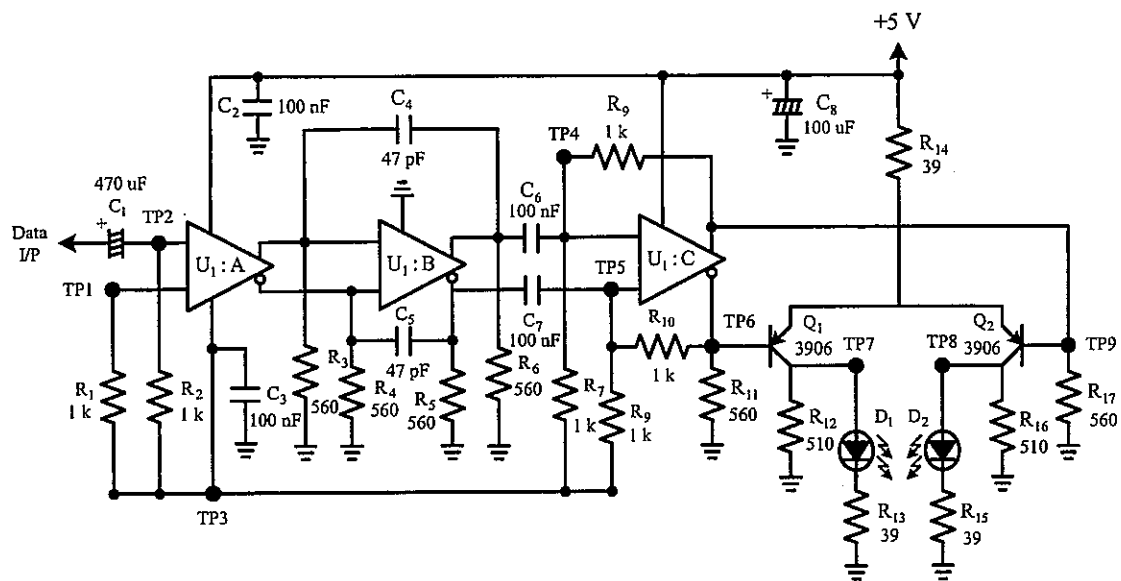 +5 V
C2 100 nF
C4
47 pF
TP4
R9
1 k
+
C8
100 uF
R14
39
470 uF
C1
+
TP2
Data
I/P
U1 : A
U1 : B
C6
100 nF
U1 : C
TP1
TP5
C7
100 nF
C5
47 pF
R10
1 k
TP6
Q1
3906
TP7
TP8
Q2
3906
TP9
R1
1 k
R2
1 k
C3
100 nF
R3
560
R4
560
R5
560
R6
560
R7
1 k
R9
1 k
R11
560
R12
510
D1
D2
R16
510
R17
560
TP3
R13
39
R15
39